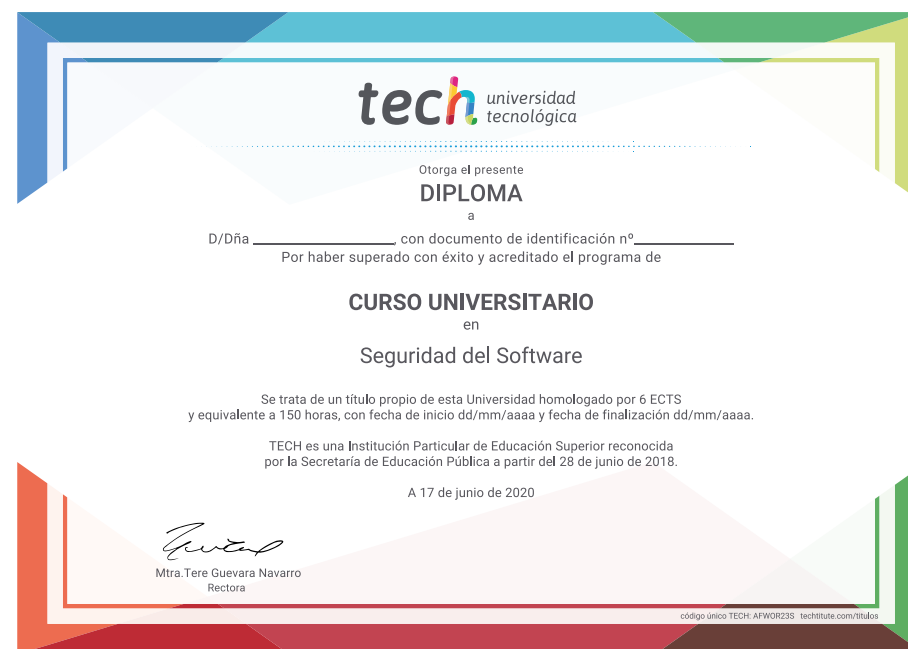 tech universidad
tecnológica
Otorga el presente
DIPLOMA
a
D/Dña ____________________, con documento de identificación nº______________
Por haber superado con éxito y acreditado el programa de
CURSO UNIVERSITARIO
en
Seguridad del Software
Se trata de un título propio de esta Universidad homologado por 6 ECTS
y equivalente a 150 horas, con fecha de inicio dd/mm/aaaa y fecha de finalización dd/mm/aaaa.
TECH es una Institución Particular de Educación Superior reconocida
por la Secretaría de Educación Pública a partir del 28 de junio de 2018.
A 17 de junio de 2020
Mtra.Tere Guevara Navarro
Rectora
código único TECH: AFWOR23S techtitute.com/titulos